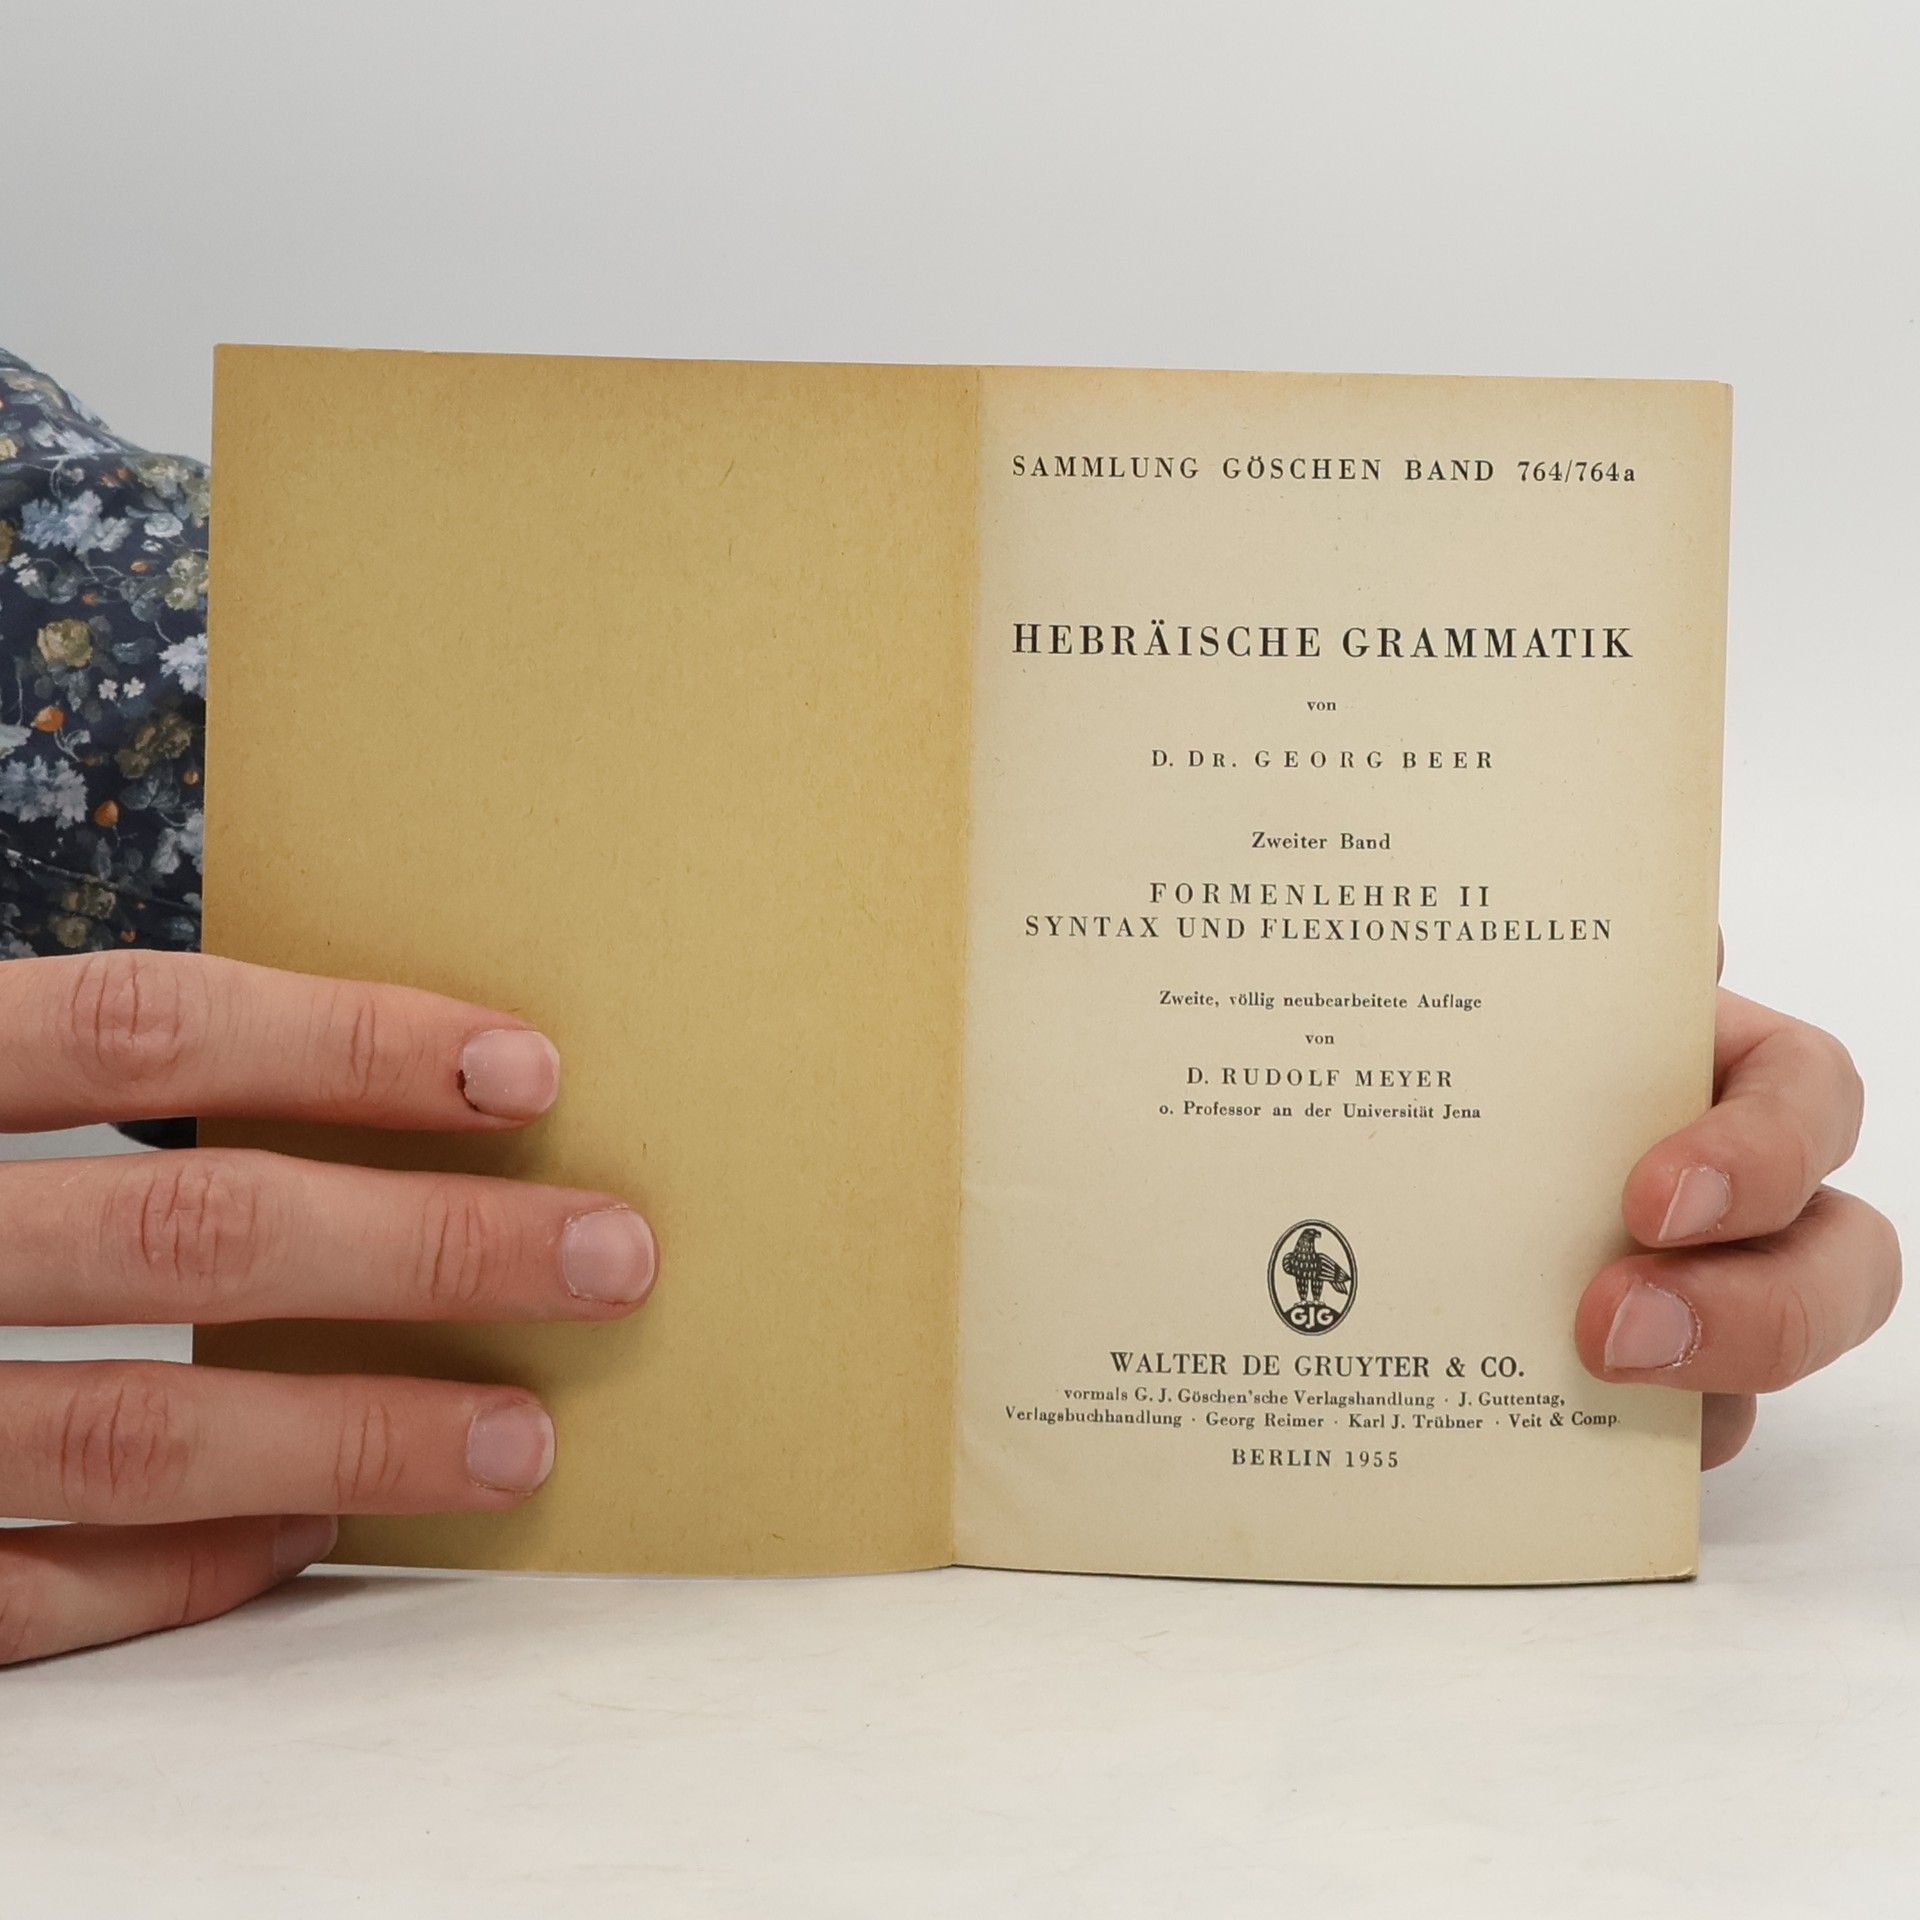 SAMMLUNG GÖSCHEN BAND 764/764a
HEBRÄISCHE GRAMMATIK
von
D. DR. GEORG BEER
Zweiter Band
FORMENLEHRE II
SYNTAX UND FLEXIONSTABELLEN
Zweite, völlig neubearbeitete Auflage
von
D. RUDOLF MEYER
o. Professor an der Universität Jena
GJG
WALTER DE GRUYTER & CO.
vormals G. J. Göschen'sche Verlagshandlung · J. Guttentag,
Verlagsbuchhandlung · Georg Reimer · Karl J. Trübner · Veit & Comp.
BERLIN 1955